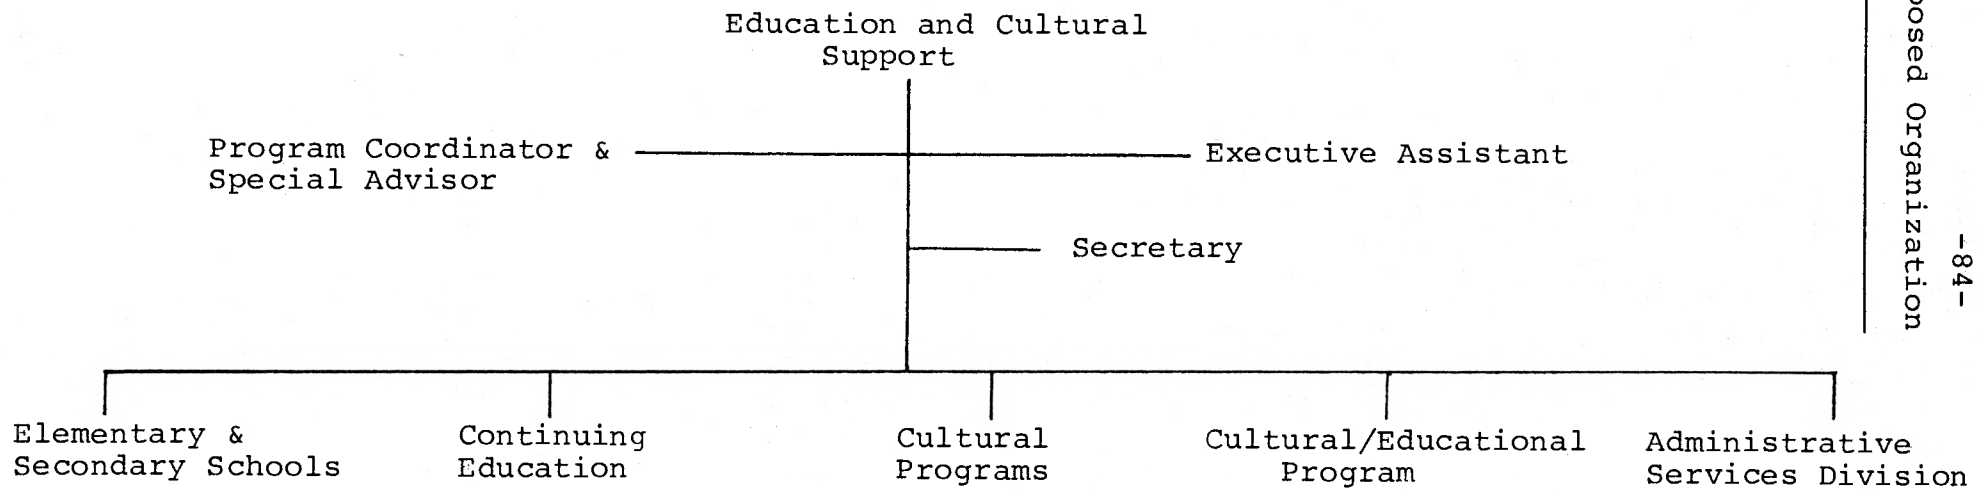 Education and Cultural
Support
Program Coordinator &
Special Advisor
Executive Assistant
Secretary
Elementary &
Secondary Schools
Continuing
Education
Cultural
Programs
Cultural/Educational
Program
Administrative
Services Division
Organization
-84-